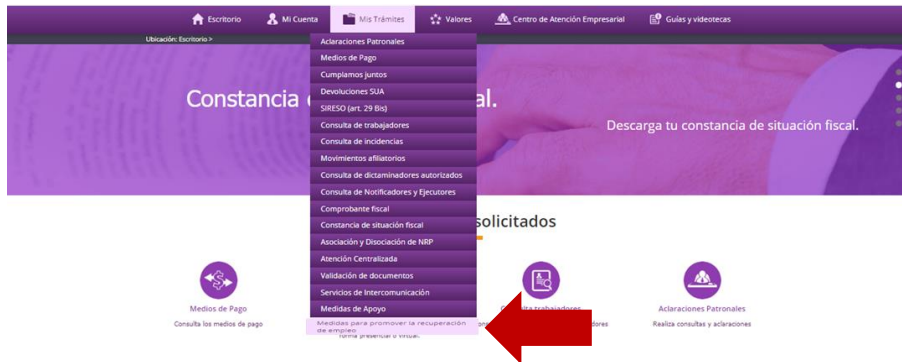 Escritorio
Mi Cuenta
Mis Trámites
Valores
Centro de Atención Empresarial
Guías y videotecas
Ubicación: Escritorio >
Aclaraciones Patronales
Medios de Pago
Cumplamos juntos
Devoluciones SUA
SIRESO (art. 29 Bis)
Consulta de trabajadores
Consulta de incidencias
Movimientos afiliatorios
Consulta de dictaminadores autorizados
Consulta de Notificadores y Ejecutores
Comprobante fiscal
Constancia de situación fiscal
Asociación y Disociación de NRP
Atención Centralizada
Validación de documentos
Servicios de Intercomunicación
Medidas de Apoyo
Medidas para promover la recuperación
de empleo
Constancia
al.
Descarga tu constancia de situación fiscal.
solicitados
Medios de Pago
Consulta los medios de pago
forma presencial o virtual.
trabajadores
Aclaraciones Patronales
Realiza consultas y aclaraciones